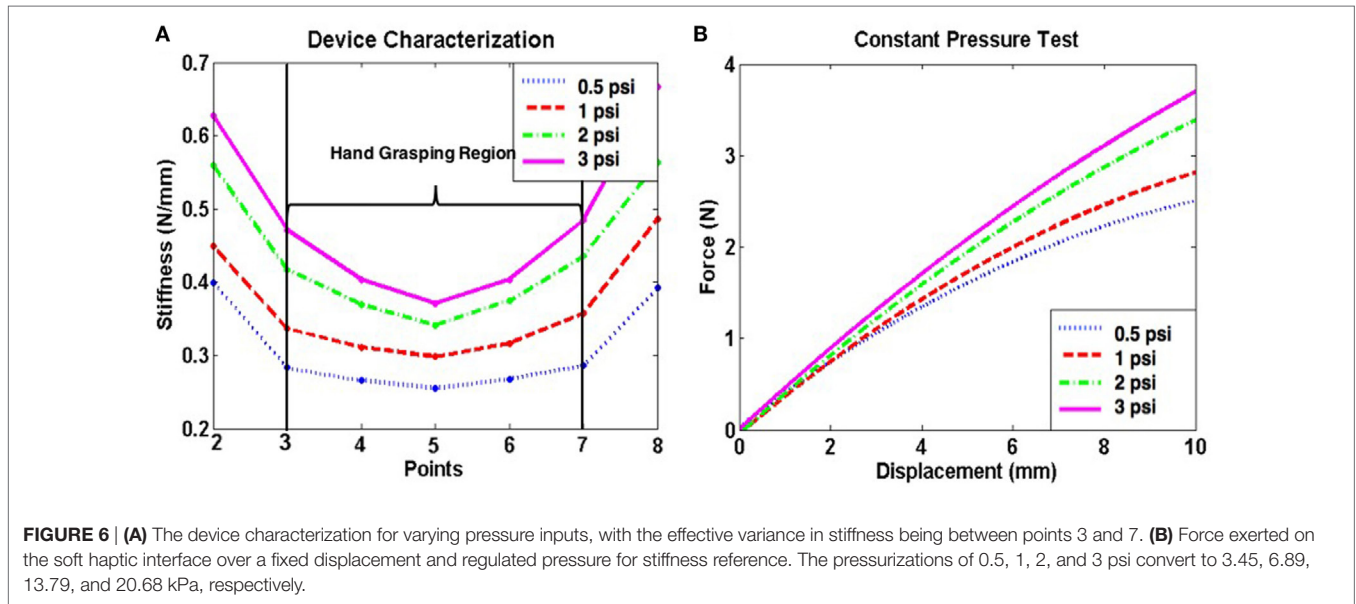 A
Device Characterization
0.7
0.6
0.5
0.4
0.3
0.2
Stiffness (N/mm)
0.5 psi
1 psi
2 psi
3 psi
Hand Grasping Region
2 3 4 5 6 7 8
Points
B
Constant Pressure Test
4
3
2
1
0
Force (N)
0.5 psi
1 psi
2 psi
3 psi
0 2 4 6 8 10
Displacement (mm)
FIGURE 6 | (A) The device characterization for varying pressure inputs, with the effective variance in stiffness being between points 3 and 7. (B) Force exerted on
the soft haptic interface over a fixed displacement and regulated pressure for stiffness reference. The pressurizations of 0.5, 1, 2, and 3 psi convert to 3.45, 6.89,
13.79, and 20.68 kPa, respectively.